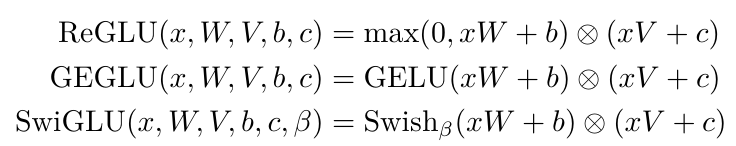 ReGLU(x, W, V, b, c) = max(0, xW + b) ⊗ (xV + c)
GEGLU(x, W, V, b, c) = GELU(xW + b) ⊗ (xV + c)
SwiGLU(x, W, V, b, c, β) = Swish_β(xW + b) ⊗ (xV + c)